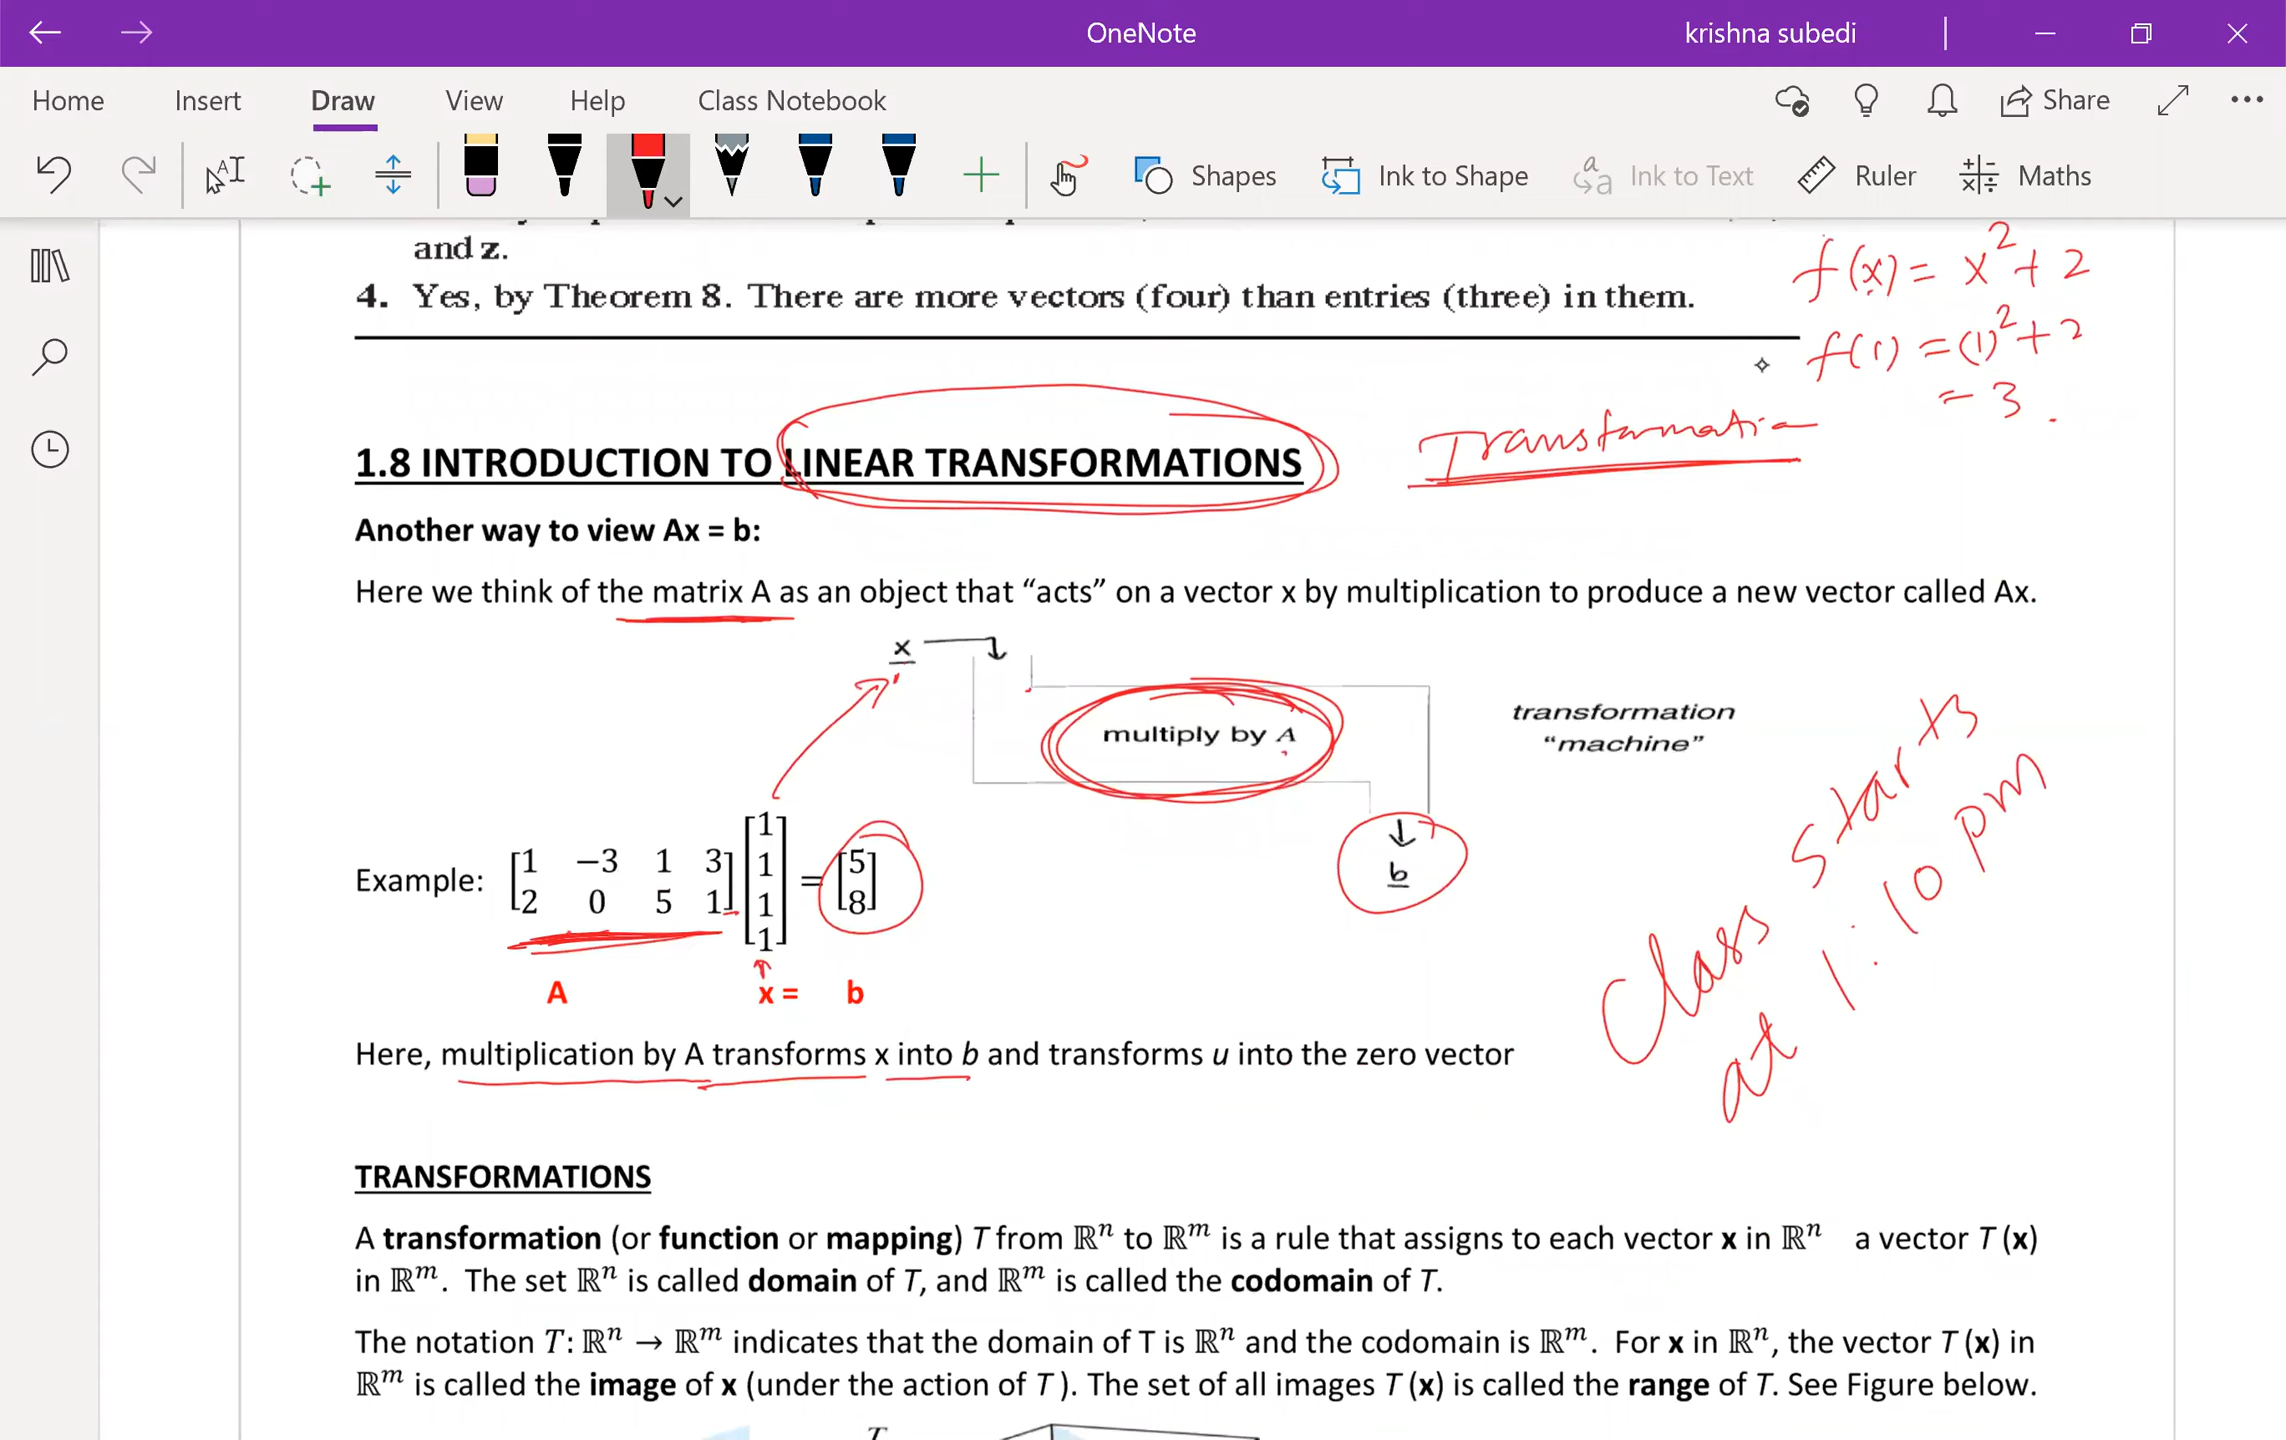 OneNote
krishna subedi
Home Insert Draw View Help Class Notebook Share
Shapes Ink to Shape Ink to Text Ruler Maths
and z.
4. Yes, by Theorem 8. There are more vectors (four) than entries (three) in them.
f(x) = x² + 2
f(1) = (1)² + 2
= 3.
1.8 INTRODUCTION TO LINEAR TRANSFORMATIONS
Transformation
Another way to view Ax = b:
Here we think of the matrix A as an object that “acts” on a vector x by multiplication to produce a new vector called Ax.
x
multiply by A
transformation
“machine”
b
Example: [1 −3 1 3; 2 0 5 1] [1; 1; 1; 1] = [5; 8]
A x = b
Class starts
at 1:10 pm
Here, multiplication by A transforms x into b and transforms u into the zero vector
TRANSFORMATIONS
A transformation (or function or mapping) T from ℝⁿ to ℝᵐ is a rule that assigns to each vector x in ℝⁿ a vector T (x)
in ℝᵐ. The set ℝⁿ is called domain of T, and ℝᵐ is called the codomain of T.
The notation T: ℝⁿ → ℝᵐ indicates that the domain of T is ℝⁿ and the codomain is ℝᵐ. For x in ℝⁿ, the vector T (x) in
ℝᵐ is called the image of x (under the action of T ). The set of all images T (x) is called the range of T. See Figure below.
T